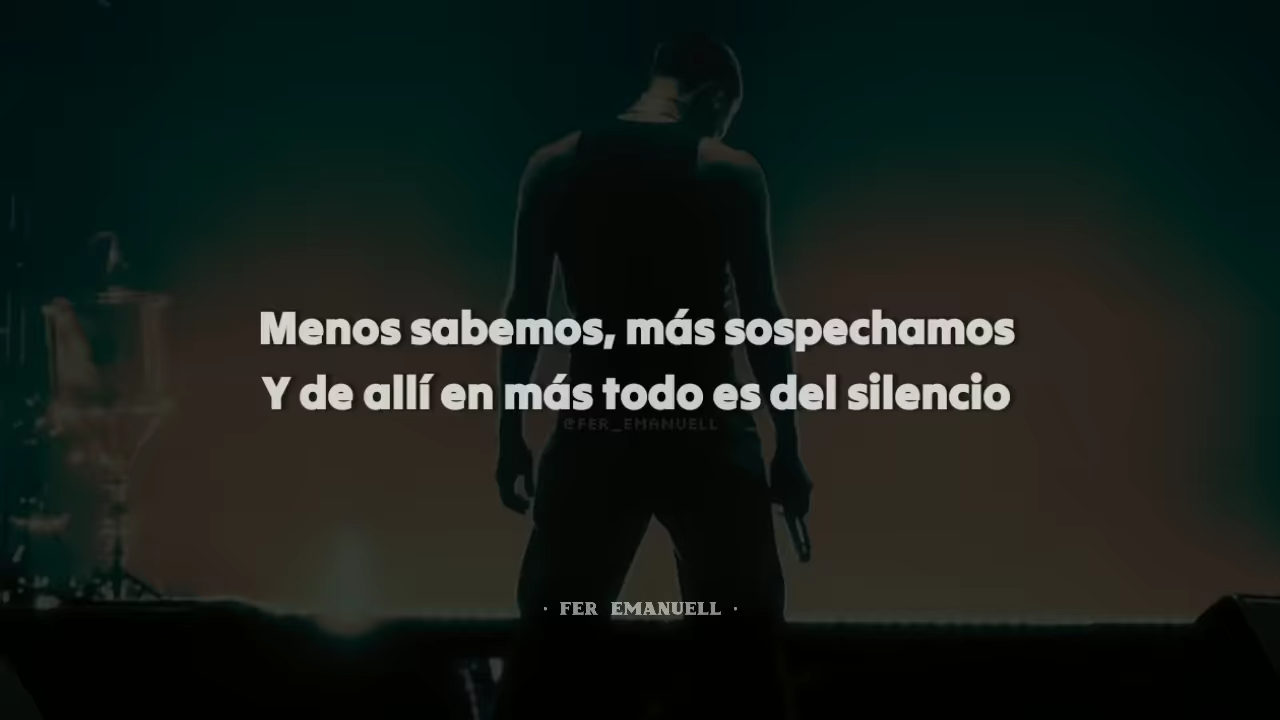 Menos sabemos, más sospechamos
Y de allí en más todo es del silencio
@FER_EMANUELL
· FER EMANUELL ·